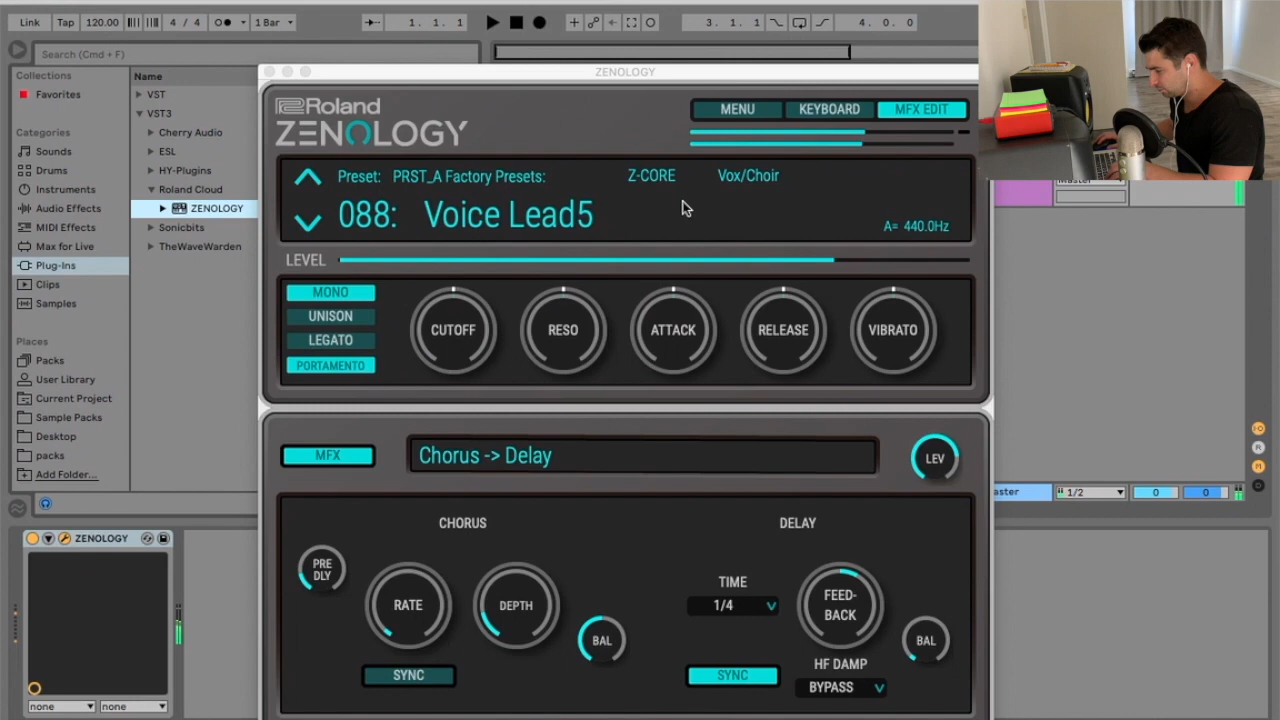 Link Tap 120.00 4 / 4 1 Bar 1. 1. 1 3. 1. 1 4. 0. 0
Search (Cmd + F)
Collections
Favorites
Categories
Sounds
Drums
Instruments
Audio Effects
MIDI Effects
Max for Live
Plug-Ins
Clips
Samples
Places
Packs
User Library
Current Project
Sample Packs
Desktop
packs
Add Folder...
Name
VST
VST3
Cherry Audio
ESL
HY-Plugins
Roland Cloud
ZENOLOGY
Sonicbits
TheWaveWarden
ZENOLOGY
Roland
ZENOLOGY
MENU KEYBOARD MFX EDIT
Preset: PRST_A Factory Presets: Z-CORE Vox/Choir
088: Voice Lead5
A= 440.0Hz
LEVEL
MONO
UNISON
LEGATO
PORTAMENTO
CUTOFF RESO ATTACK RELEASE VIBRATO
MFX Chorus -> Delay LEV
CHORUS
PRE
DLY
RATE DEPTH BAL
SYNC
DELAY
TIME
1/4
SYNC
FEED-
BACK
BAL
HF DAMP
BYPASS
Master
aster 1/2 0 0
R
M
ZENOLOGY
none none